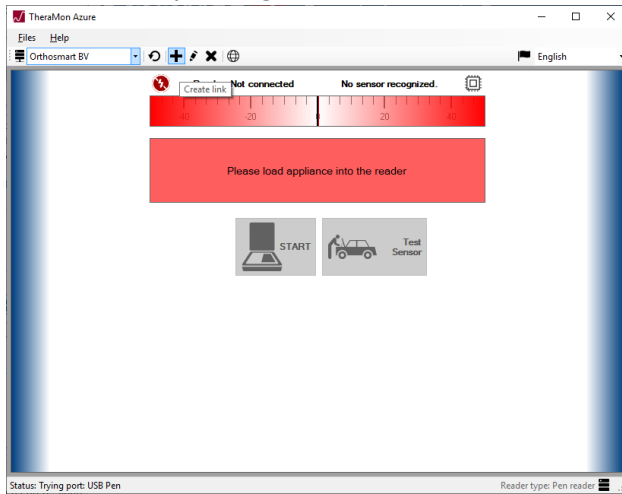 TheraMon Azure
Files Help
Orthosmart BV
English
Not connected
No sensor recognized.
Create link
-40 -20 0 20 40
Please load appliance into the reader
START
Test
Sensor
Status: Trying port: USB Pen
Reader type: Pen reader